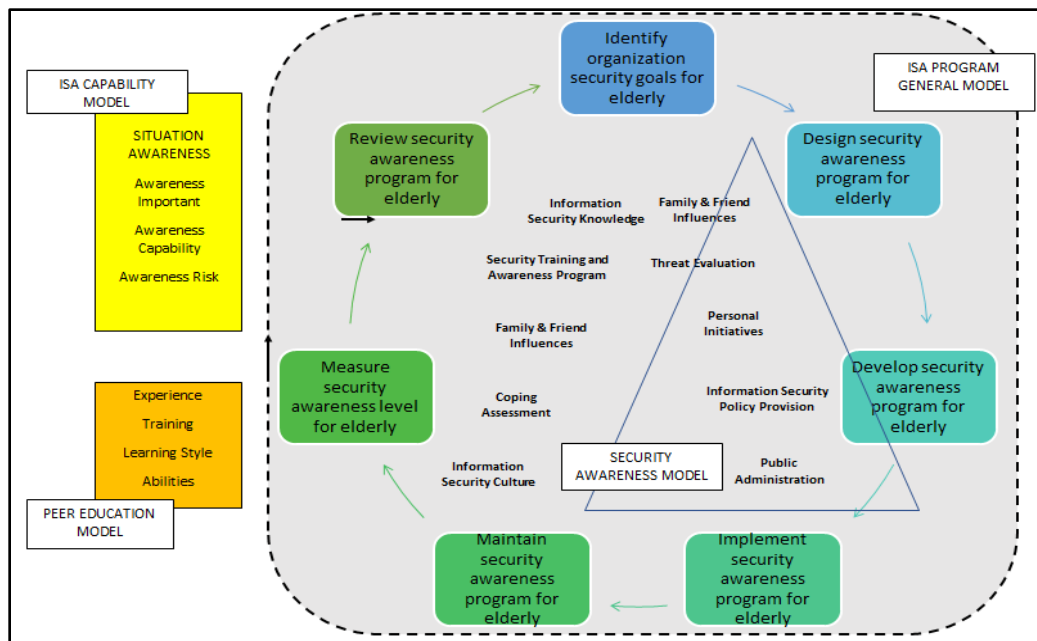 Identify
organization
security goals for
elderly
ISA CAPABILITY
MODEL
ISA PROGRAM
GENERAL MODEL
SITUATION
AWARENESS
Awareness
Important
Awareness
Capability
Awareness Risk
Review security
awareness
program for
elderly
Design security
awareness
program for
elderly
Information
Security Knowledge
Family & Friend
Influences
Security Training and
Awareness Program
Threat Evaluation
Family & Friend
Influences
Personal
Initiatives
Measure
security
awareness level
for elderly
Develop security
awareness
program for
elderly
Coping
Assessment
Information Security
Policy Provision
Experience
Training
Learning Style
Abilities
PEER EDUCATION
MODEL
Information
Security Culture
SECURITY
AWARENESS MODEL
Public
Administration
Maintain
security
awareness
program for
elderly
Implement
security
awareness
program for
elderly